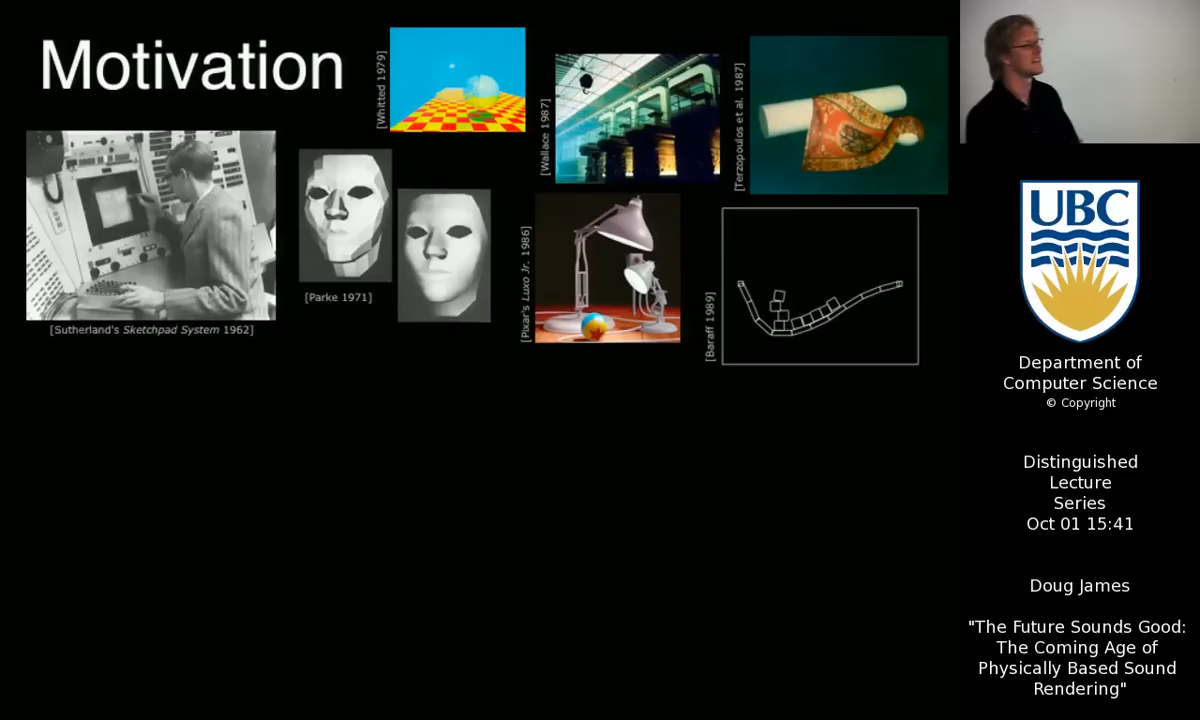 Motivation
[Whitted 1979]
[Wallace 1987]
[Terzopoulos et al. 1987]
[Sutherland's Sketchpad System 1962]
[Parke 1971]
[Pixar's Luxo Jr. 1986]
[Baraff 1989]
UBC
Department of
Computer Science
© Copyright
Distinguished
Lecture
Series
Oct 01 15:41
Doug James
"The Future Sounds Good:
The Coming Age of
Physically Based Sound
Rendering"